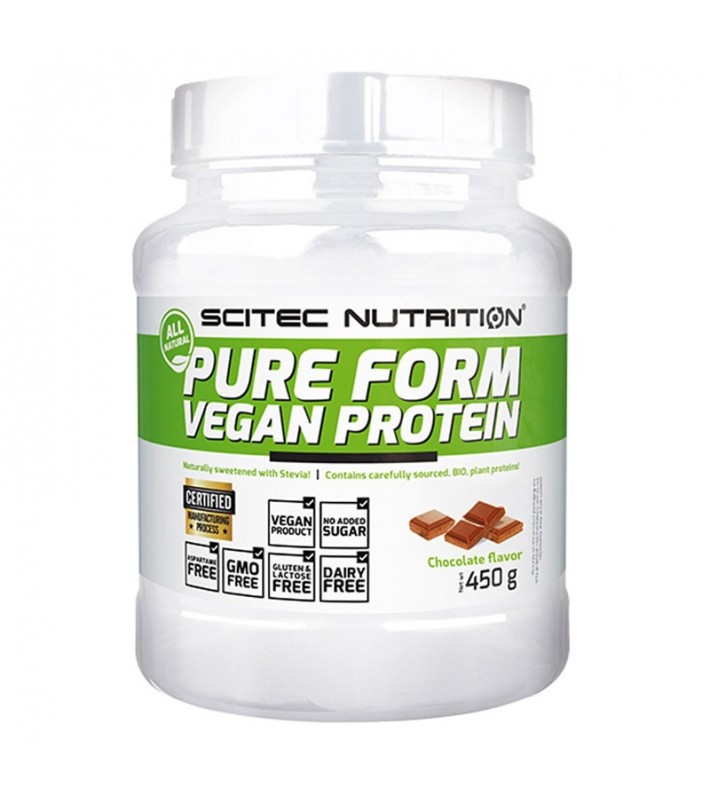 SCITEC NUTRITION®
ALL
NATURAL
PURE FORM
VEGAN PROTEIN
Naturally sweetened with Stevia! | Contains carefully sourced, BIO, plant proteins!
CERTIFIED
MANUFACTURING
PROCESS
VEGAN
PRODUCT
NO ADDED
SUGAR
ASPARTAME
FREE
GMO
FREE
GLUTEN &
LACTOSE
FREE
DAIRY
FREE
Chocolate flavor
Net wt 450 g